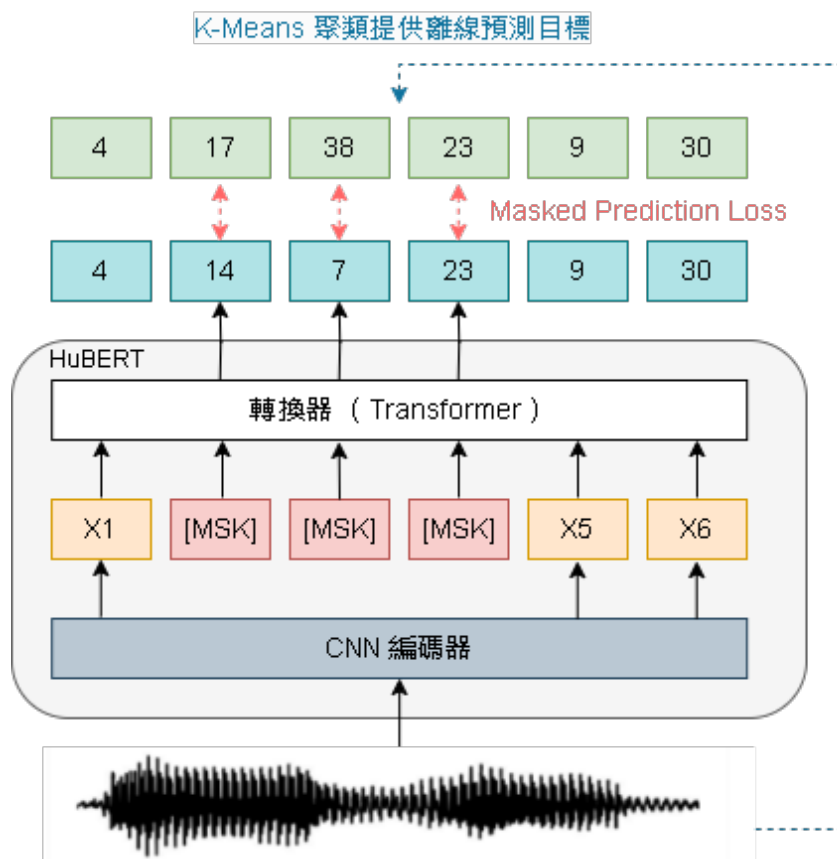 K-Means 聚類提供離線預測目標
4 17 38 23 9 30
Masked Prediction Loss
4 14 7 23 9 30
HuBERT
轉換器 ( Transformer )
X1 [MSK] [MSK] [MSK] X5 X6
CNN 編碼器